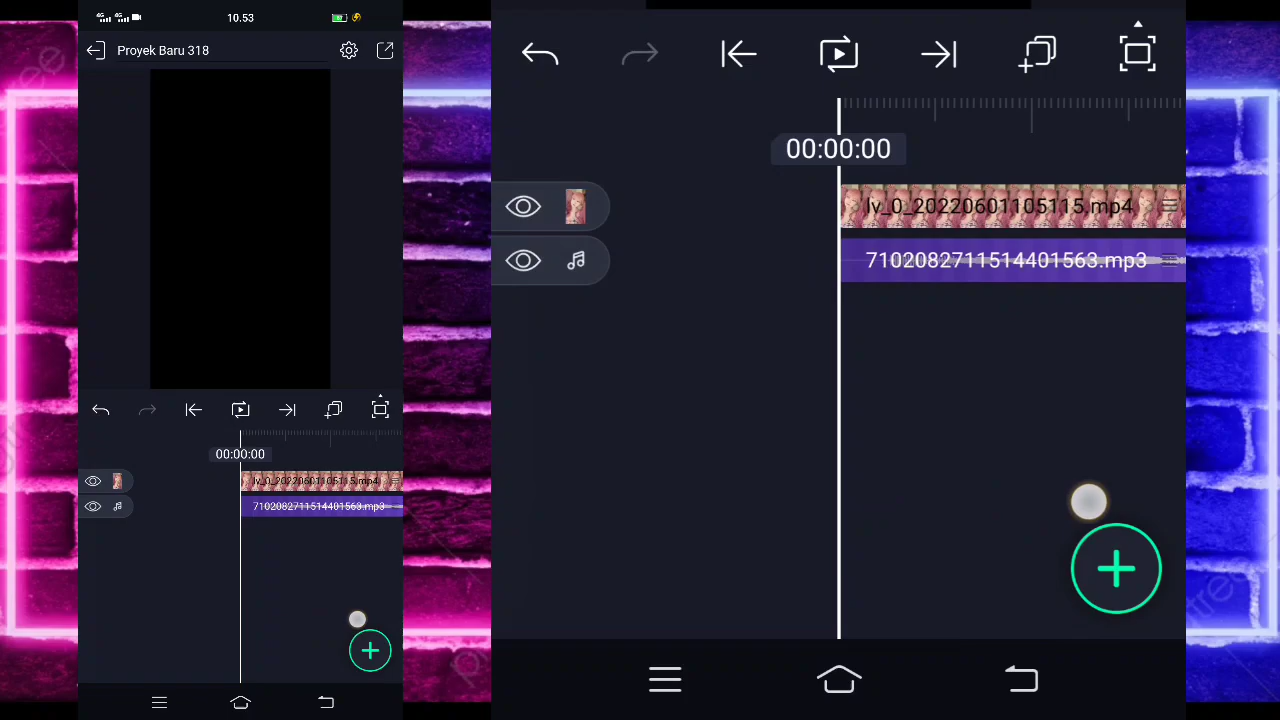 10.53
Proyek Baru 318
00:00:00
lv_0_20220601105115.mp4
7102082711514401563.mp3
00:00:00
lv_0_20220601105115.mp4
7102082711514401563.mp3